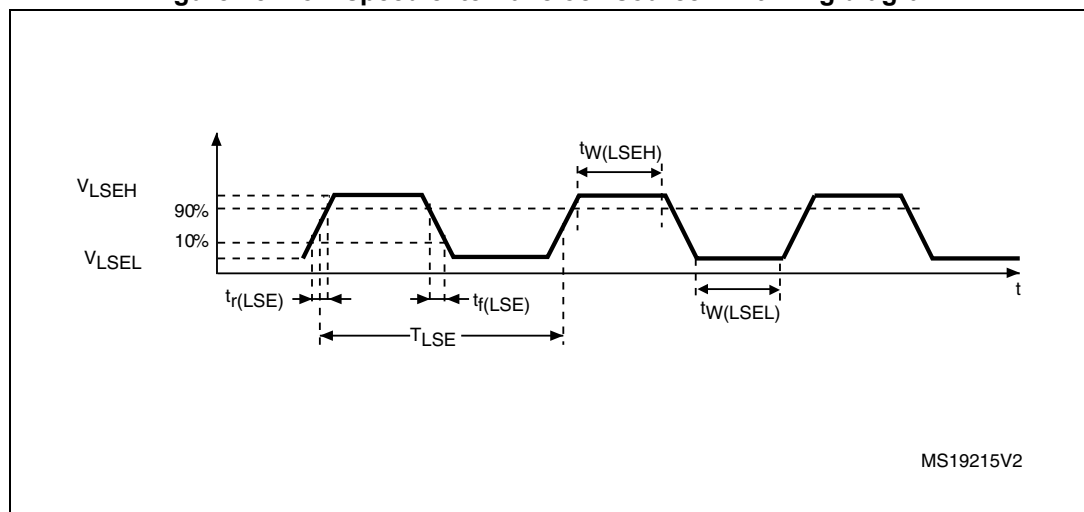 tW(LSEH)
VLSEH
90%
10%
VLSEL
tr(LSE)
tf(LSE)
tW(LSEL)
t
TLSE
MS19215V2